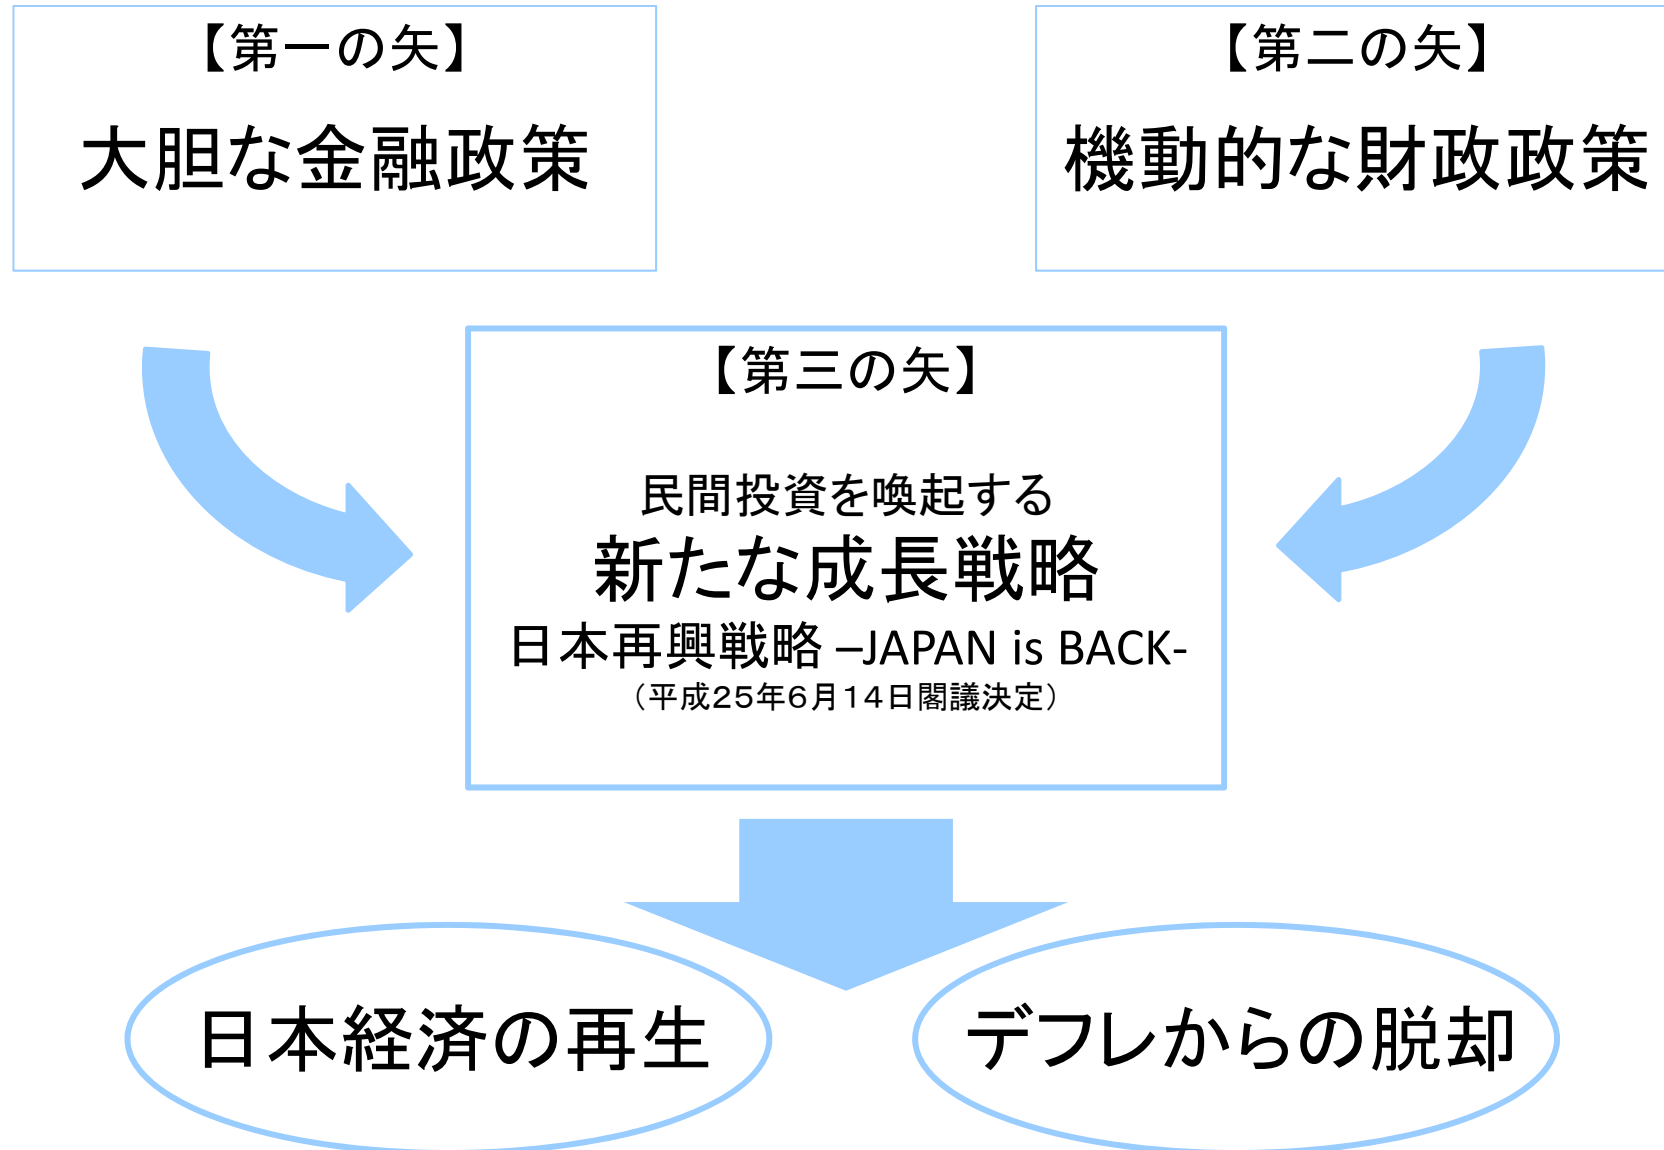 【第一の矢】
大胆な金融政策
【第二の矢】
機動的な財政政策
【第三の矢】
民間投資を喚起する
新たな成長戦略
日本再興戦略 –JAPAN is BACK-
（平成２５年６月１４日閣議決定）
日本経済の再生
デフレからの脱却